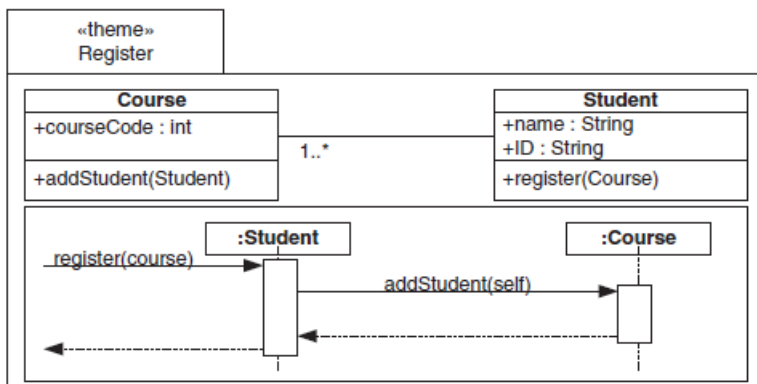 «theme»
Register
Course
+courseCode : int
+addStudent(Student)
1..*
Student
+name : String
+ID : String
+register(Course)
:Student
:Course
register(course)
addStudent(self)